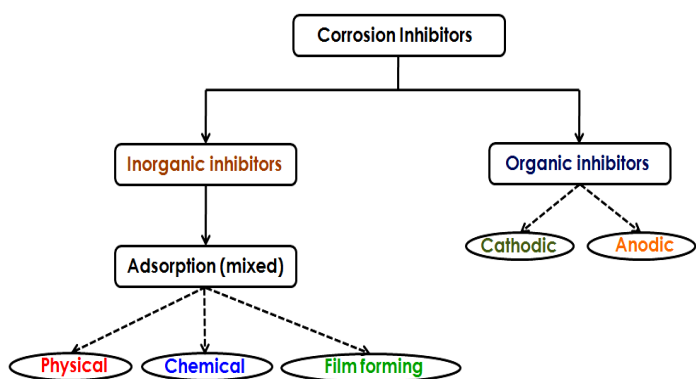 Corrosion Inhibitors
Inorganic inhibitors
Organic inhibitors
Cathodic
Anodic
Adsorption (mixed)
Physical
Chemical
Film forming